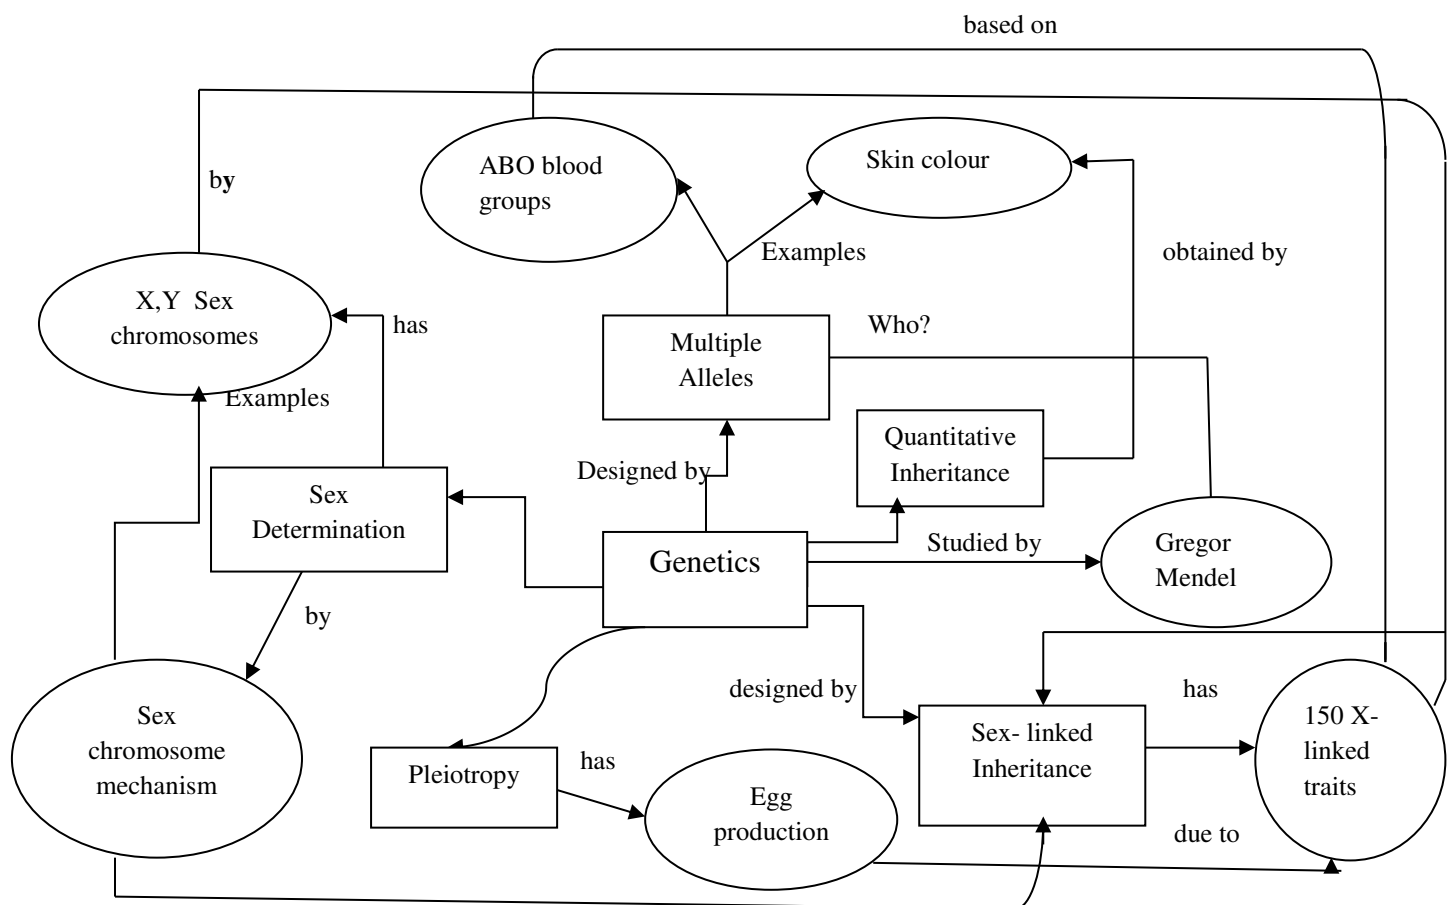 based on
ABO blood
groups
Skin colour
by
Examples
obtained by
X,Y  Sex
chromosomes
has
Who?
Multiple
Alleles
Examples
Quantitative
Inheritance
Designed by
Sex
Determination
Genetics
Studied by
Gregor
Mendel
by
designed by
has
Sex
chromosome
mechanism
Sex- linked
Inheritance
150 X-
linked
traits
Pleiotropy
has
Egg
production
due to